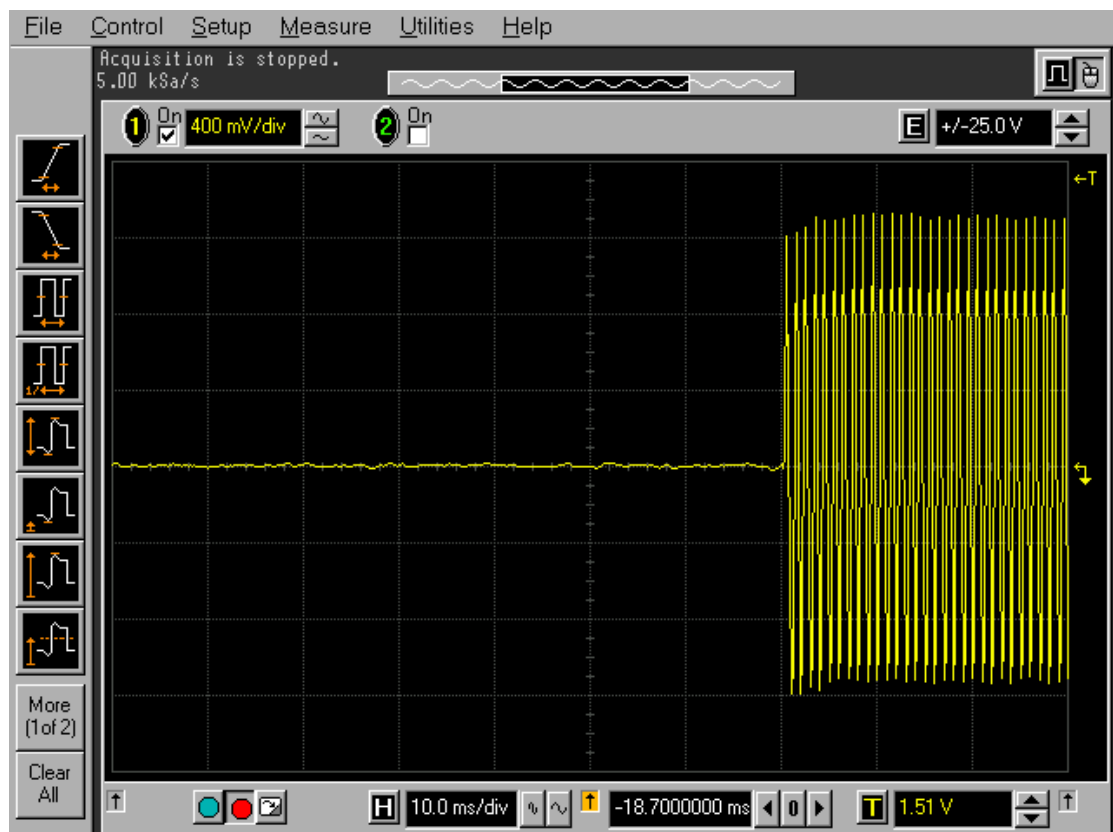 File Control Setup Measure Utilities Help
Acquisition is stopped.
5.00 kSa/s
1 On 400 mV/div 2 On E +/-25.0 V
←T
1/
More
(1of 2)
Clear
All
H 10.0 ms/div -18.7000000 ms 0 T 1.51 V